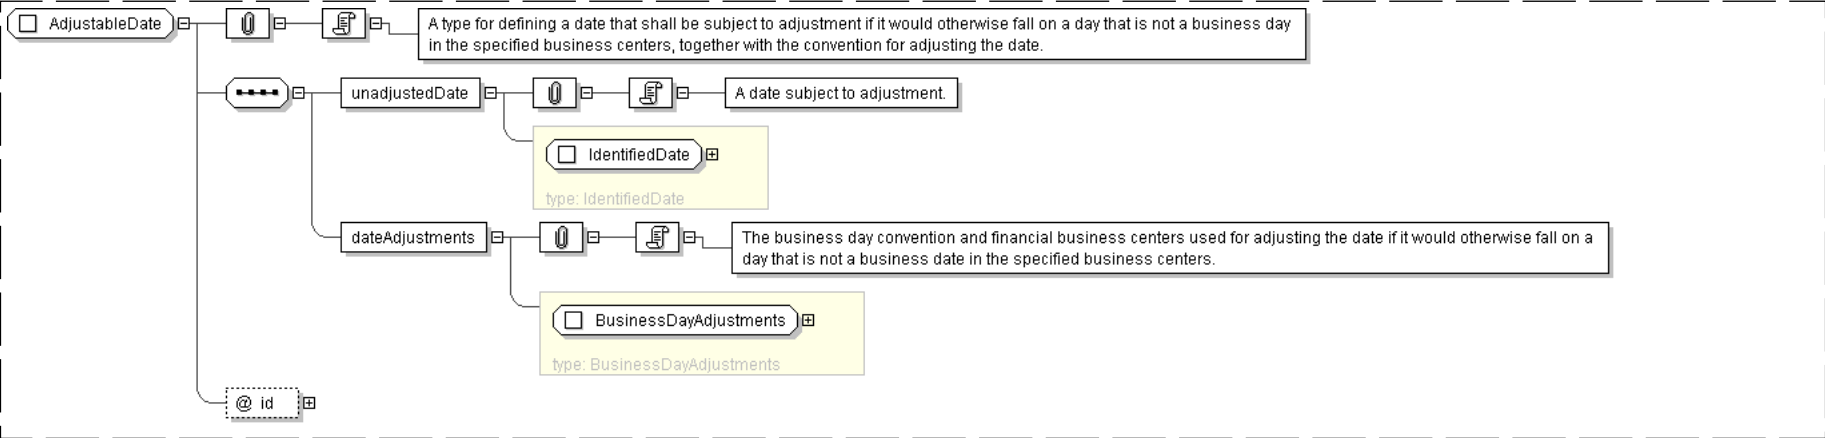 AdjustableDate
A type for defining a date that shall be subject to adjustment if it would otherwise fall on a day that is not a business day
in the specified business centers, together with the convention for adjusting the date.
unadjustedDate
A date subject to adjustment.
IdentifiedDate
type: IdentifiedDate
dateAdjustments
The business day convention and financial business centers used for adjusting the date if it would otherwise fall on a
day that is not a business date in the specified business centers.
BusinessDayAdjustments
type: BusinessDayAdjustments
@ id